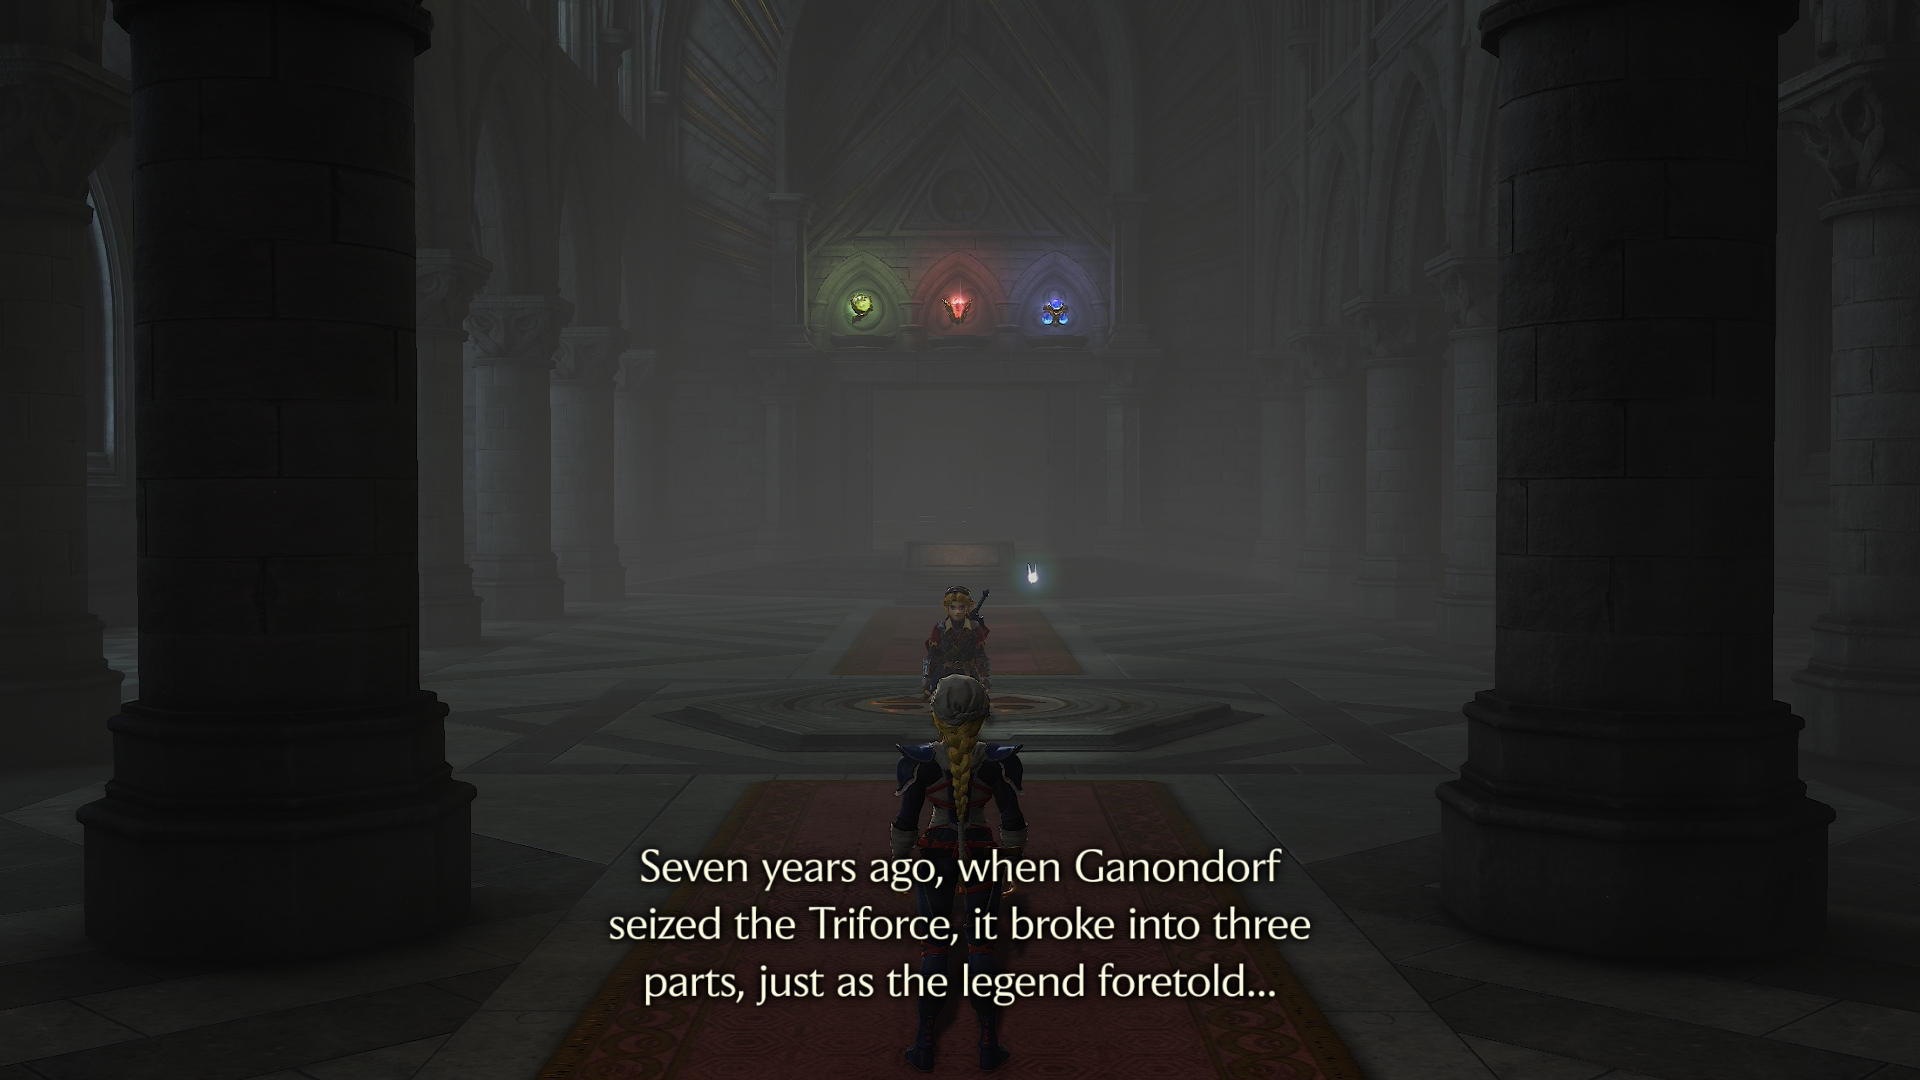 Seven years ago, when Ganondorf
seized the Triforce, it broke into three
parts, just as the legend foretold...